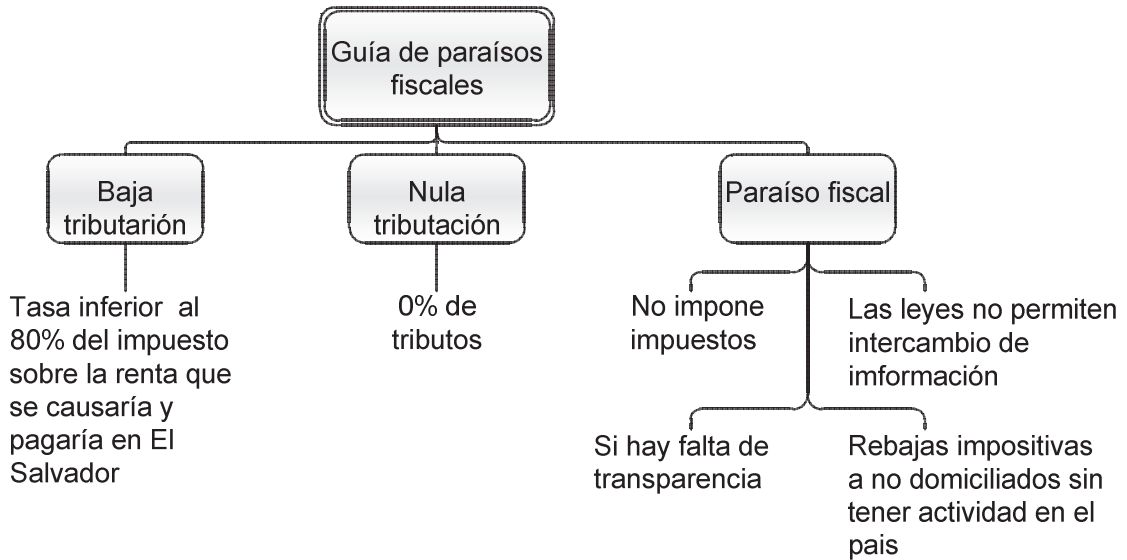 Guía de paraísos
fiscales
Baja
tributarión
Nula
tributación
Paraíso fiscal
Tasa inferior al
80% del impuesto
sobre la renta que
se causaría y
pagaría en El
Salvador
0% de
tributos
No impone
impuestos
Las leyes no permiten
intercambio de
imformación
Si hay falta de
transparencia
Rebajas impositivas
a no domiciliados sin
tener actividad en el
pais